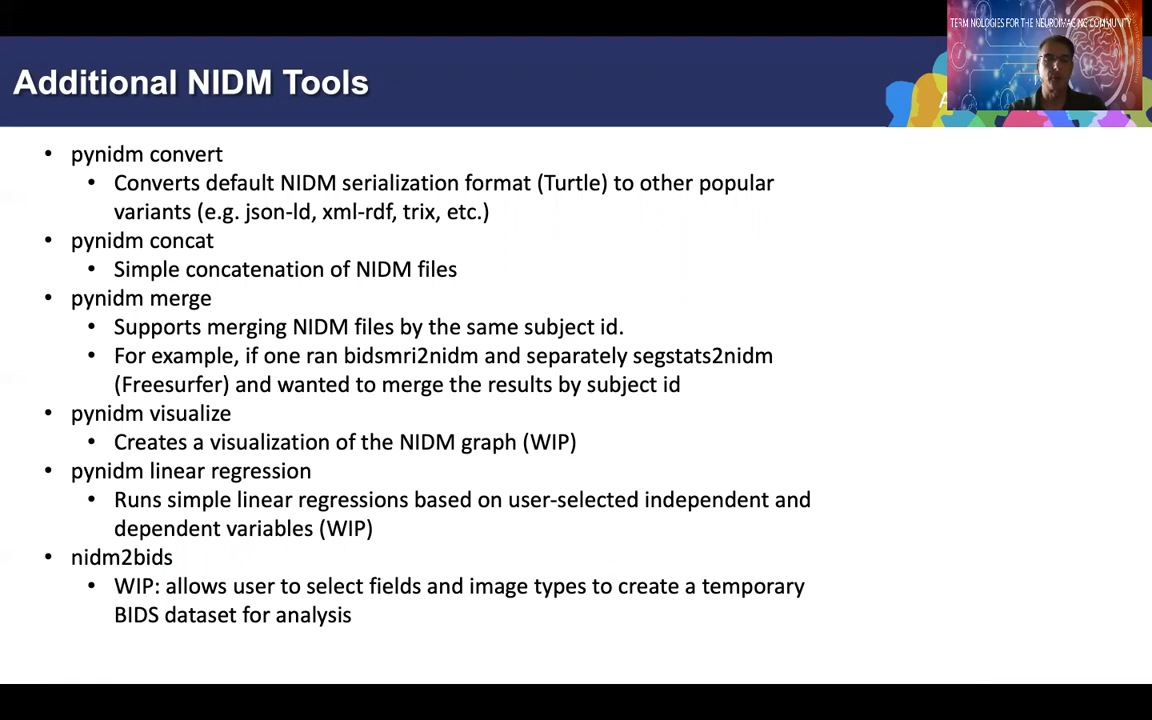 TERMINOLOGIES FOR THE NEUROIMAGING COMMUNITY
Additional NIDM Tools
• pynidm convert
• Converts default NIDM serialization format (Turtle) to other popular
variants (e.g. json-ld, xml-rdf, trix, etc.)
• pynidm concat
• Simple concatenation of NIDM files
• pynidm merge
• Supports merging NIDM files by the same subject id.
• For example, if one ran bidsmri2nidm and separately segstats2nidm
(Freesurfer) and wanted to merge the results by subject id
• pynidm visualize
• Creates a visualization of the NIDM graph (WIP)
• pynidm linear regression
• Runs simple linear regressions based on user-selected independent and
dependent variables (WIP)
• nidm2bids
• WIP: allows user to select fields and image types to create a temporary
BIDS dataset for analysis